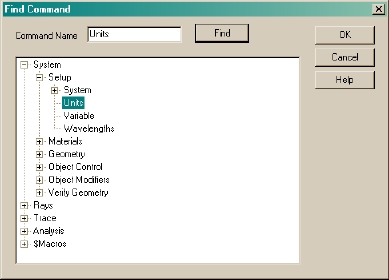 Find Command
Command Name Units Find OK
Cancel
Help
System
Setup
System
Units
Variable
Wavelengths
Materials
Geometry
Object Control
Object Modifiers
Verify Geometry
Rays
Trace
Analysis
$Macros